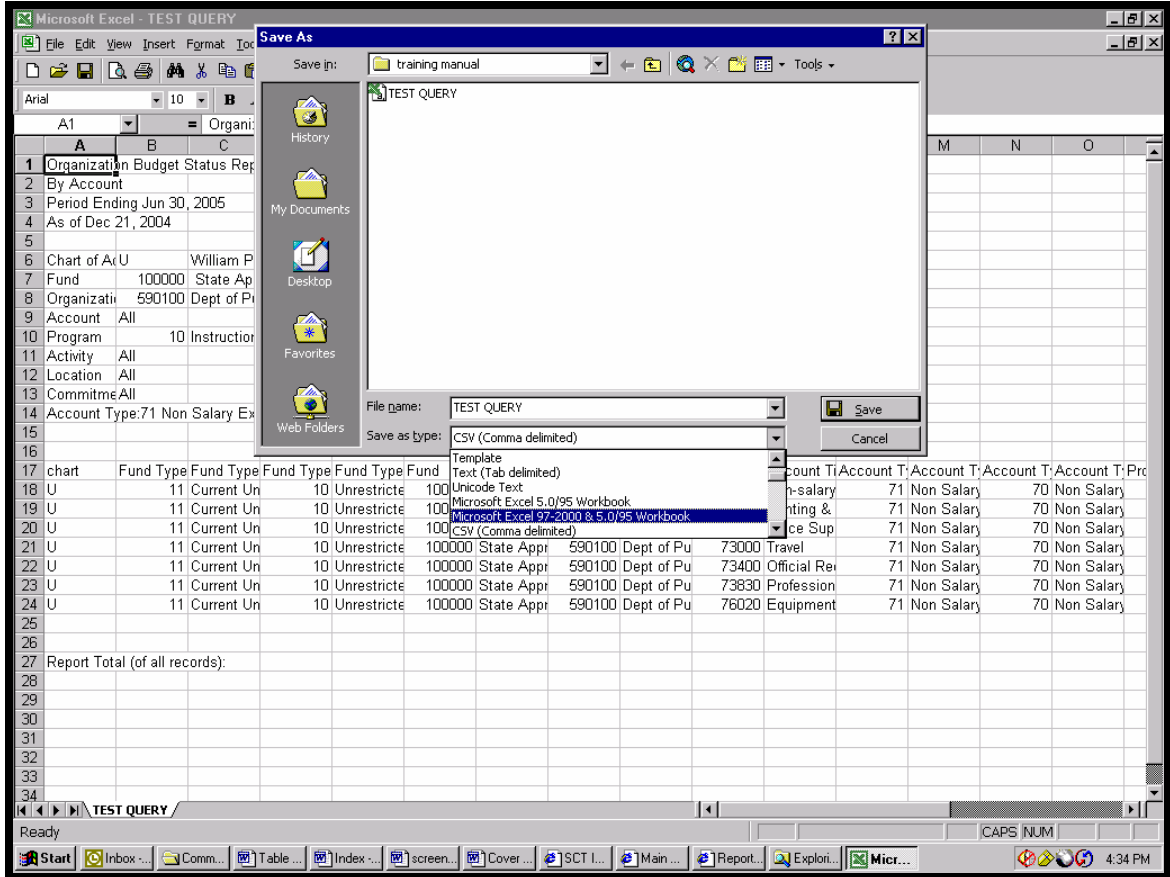 Microsoft Excel - TEST QUERY
File Edit View Insert Format Too
Save As
Save in: training manual Tools
TEST QUERY
History
My Documents
Desktop
Favorites
Web Folders
File name: TEST QUERY Save
Save as type: CSV (Comma delimited) Cancel
Template
Text (Tab delimited)
Unicode Text
Microsoft Excel 5.0/95 Workbook
Microsoft Excel 97-2000 & 5.0/95 Workbook
CSV (Comma delimited)
Arial 10 B
A1 = Organiz
A B C M N O
1 Organization Budget Status Rep
2 By Account
3 Period Ending Jun 30, 2005
4 As of Dec 21, 2004
5
6 Chart of Ac U William P
7 Fund 100000 State Ap
8 Organizati 590100 Dept of Pu
9 Account All
10 Program 10 Instruction
11 Activity All
12 Location All
13 Commitme All
14 Account Type:71 Non Salary Ex
15
16
17 chart Fund Type Fund Type Fund Type Fund Type Fund count Ti Account T Account T Account T Account T Pro
18 U 11 Current Un 10 Unrestricte 100 n-salary 71 Non Salary 70 Non Salary
19 U 11 Current Un 10 Unrestricte 100 nting & 71 Non Salary 70 Non Salary
20 U 11 Current Un 10 Unrestricte 100 ce Sup 71 Non Salary 70 Non Salary
21 U 11 Current Un 10 Unrestricte 100000 State Appr 590100 Dept of Pu 73000 Travel 71 Non Salary 70 Non Salary
22 U 11 Current Un 10 Unrestricte 100000 State Appr 590100 Dept of Pu 73400 Official Re 71 Non Salary 70 Non Salary
23 U 11 Current Un 10 Unrestricte 100000 State Appr 590100 Dept of Pu 73830 Profession 71 Non Salary 70 Non Salary
24 U 11 Current Un 10 Unrestricte 100000 State Appr 590100 Dept of Pu 76020 Equipment 71 Non Salary 70 Non Salary
25
26
27 Report Total (of all records):
28
29
30
31
32
33
34
TEST QUERY
Ready CAPS NUM
Start Inbox -... Comm... Table ... Index -... screen... Cover ... SCT I... Main ... Report... Explori... Micr... 4:34 PM